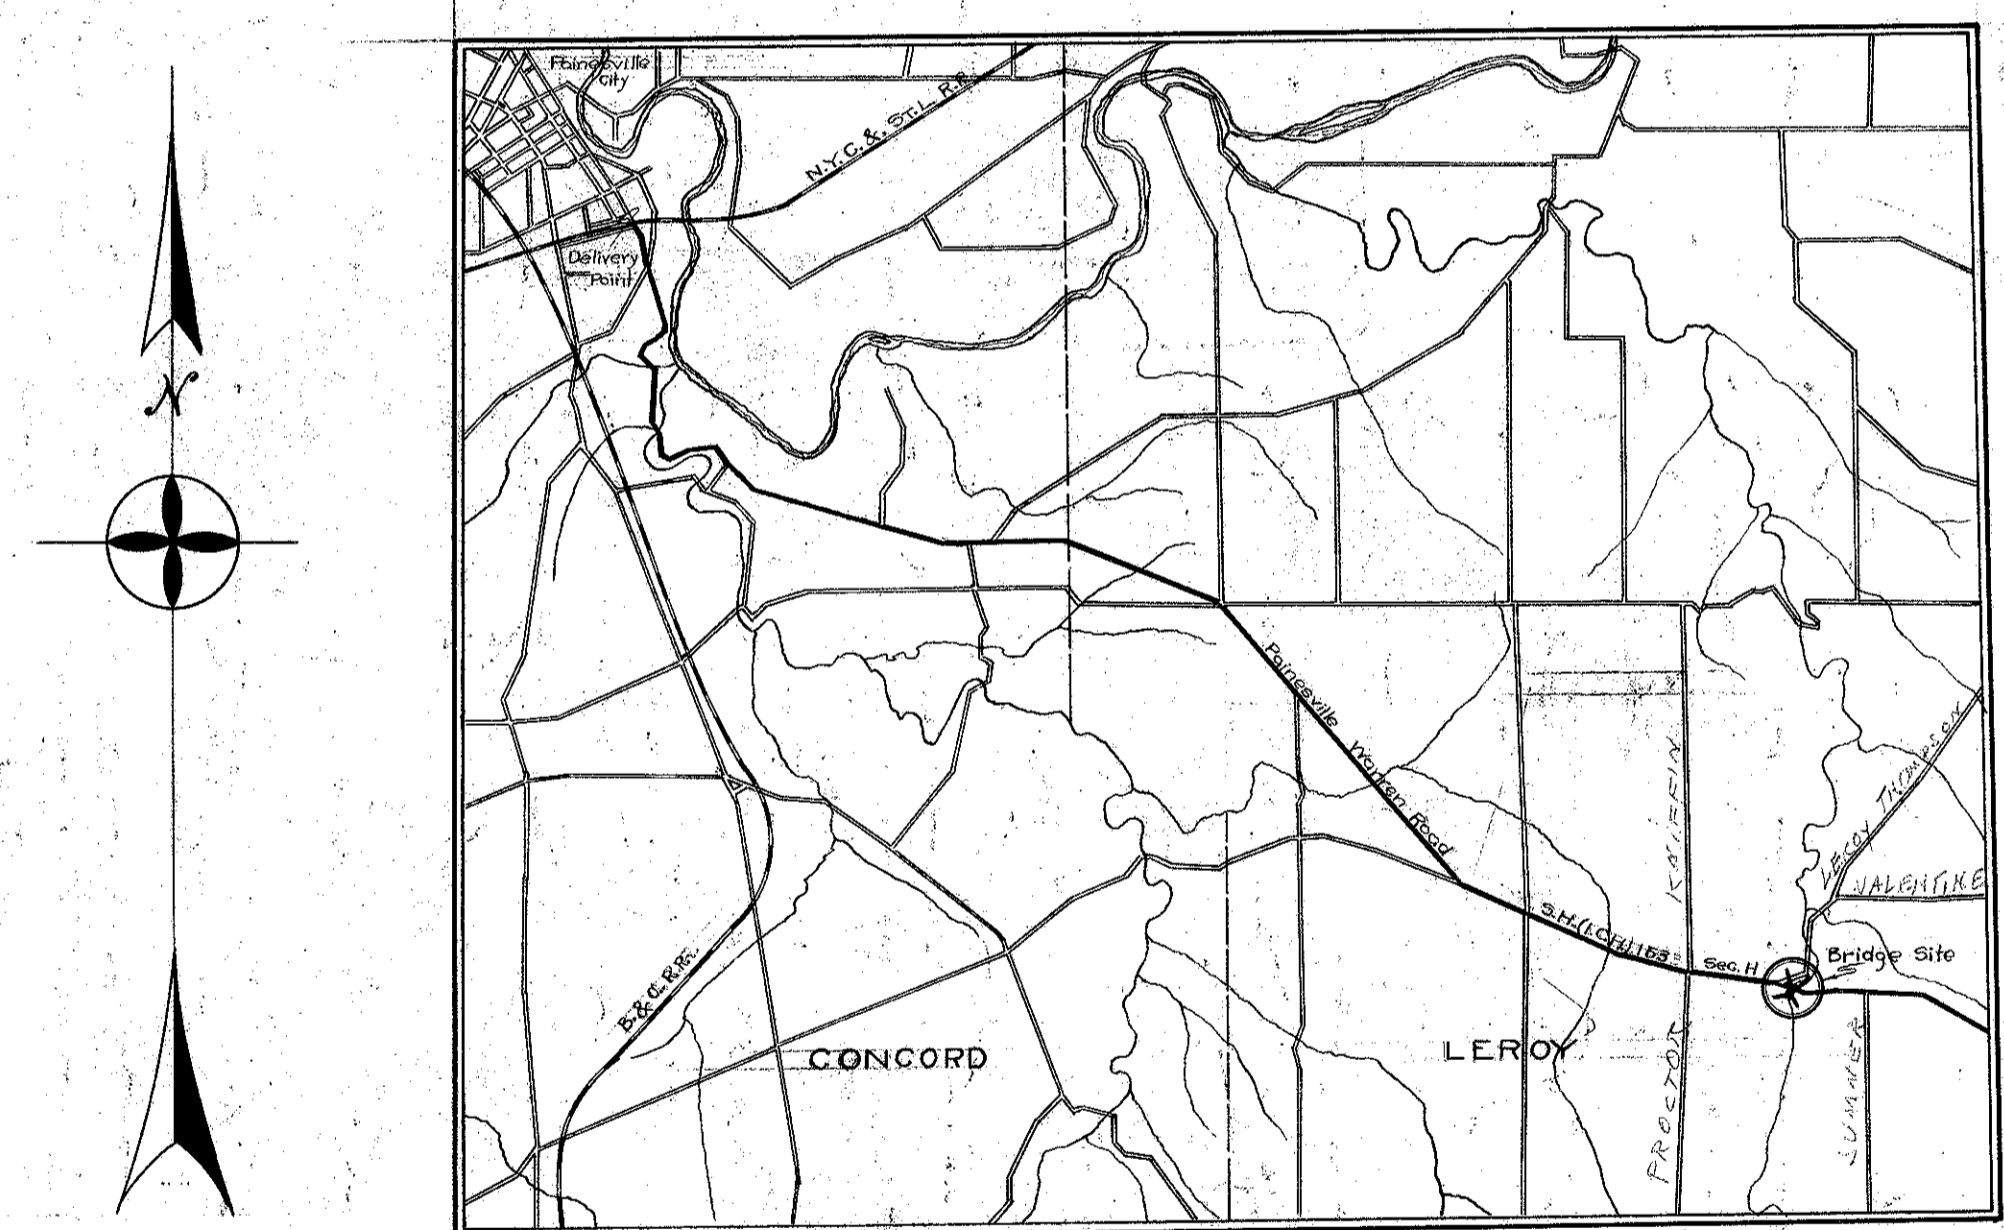 Painesville
City
N.Y.C. & St. L. R.R.
Delivery
Point
N
Painesville Warren Road
KNIFFIN
LEROY THOMPSON
VALENTINE
S.H. (I.C.H.) 153
Sec. H
Bridge Site
B. & O. R.R.
CONCORD
LEROY
PROCTOR
SUMNER